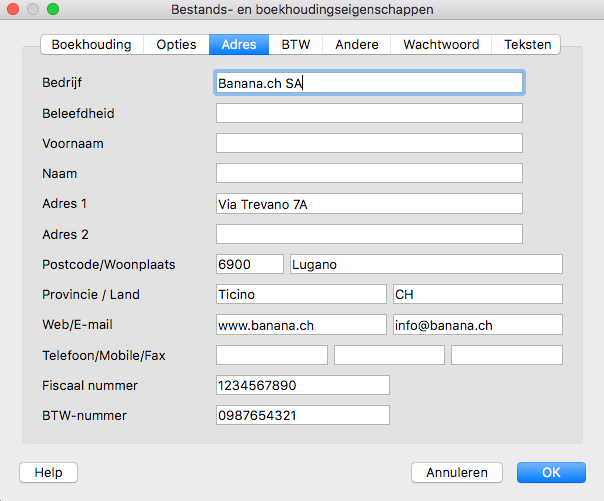 Bestands- en boekhoudingseigenschappen
Boekhouding Opties Adres BTW Andere Wachtwoord Teksten
Bedrijf Banana.ch SA
Beleefdheid
Voornaam
Naam
Adres 1 Via Trevano 7A
Adres 2
Postcode/Woonplaats 6900 Lugano
Provincie / Land Ticino CH
Web/E-mail www.banana.ch info@banana.ch
Telefoon/Mobile/Fax
Fiscaal nummer 1234567890
BTW-nummer 0987654321
Help Annuleren OK